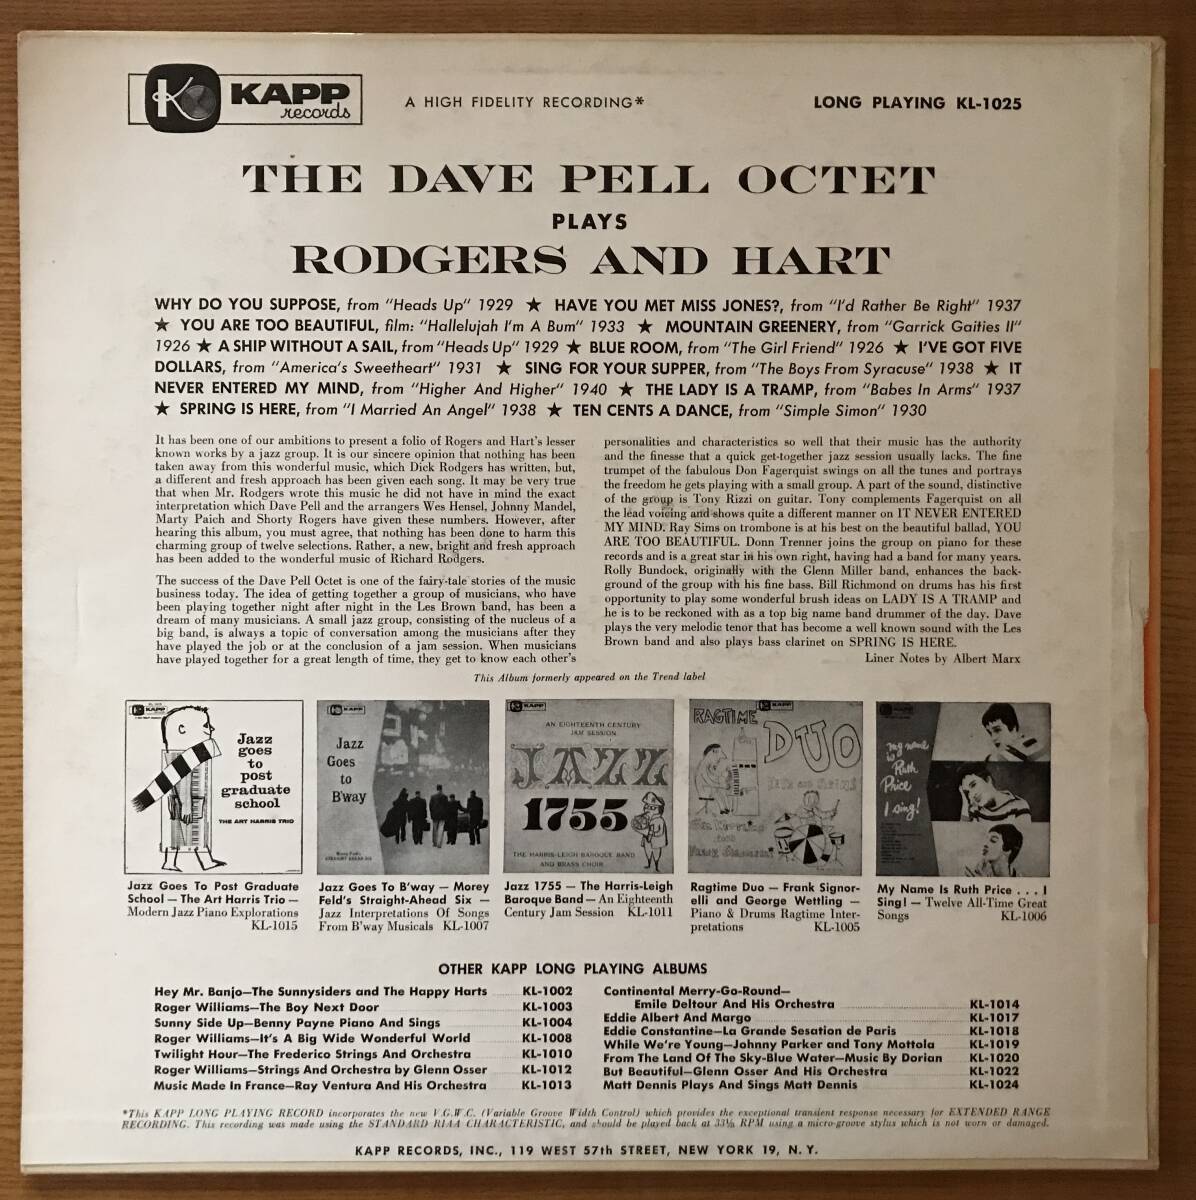 KAPP
records
A HIGH FIDELITY RECORDING*
LONG PLAYING KL-1025
THE DAVE PELL OCTET
PLAYS
RODGERS AND HART
WHY DO YOU SUPPOSE, from "Heads Up" 1929 ★ HAVE YOU MET MISS JONES?, from "I'd Rather Be Right" 1937
★ YOU ARE TOO BEAUTIFUL, film: "Hallelujah I'm A Bum" 1933 ★ MOUNTAIN GREENERY, from "Garrick Gaities II"
1926 ★ A SHIP WITHOUT A SAIL, from "Heads Up" 1929 ★ BLUE ROOM, from "The Girl Friend" 1926 ★ I'VE GOT FIVE
DOLLARS, from "America's Sweetheart" 1931 ★ SING FOR YOUR SUPPER, from "The Boys From Syracuse" 1938 ★ IT
NEVER ENTERED MY MIND, from "Higher And Higher" 1940 ★ THE LADY IS A TRAMP, from "Babes In Arms" 1937
★ SPRING IS HERE, from "I Married An Angel" 1938 ★ TEN CENTS A DANCE, from "Simple Simon" 1930
It has been one of our ambitions to present a folio of Rogers and Hart's lesser
known works by a jazz group. It is our sincere opinion that nothing has been
taken away from this wonderful music, which Dick Rodgers has written, but,
a different and fresh approach has been given each song. It may be very true
that when Mr. Rodgers wrote this music he did not have in mind the exact
interpretation which Dave Pell and the arrangers Wes Hensel, Johnny Mandel,
Marty Paich and Shorty Rogers have given these numbers. However, after
hearing this album, you must agree, that nothing has been done to harm this
charming group of twelve selections. Rather, a new, bright and fresh approach
has been added to the wonderful music of Richard Rodgers.
The success of the Dave Pell Octet is one of the fairy-tale stories of the music
business today. The idea of getting together a group of musicians, who have
been playing together night after night in the Les Brown band, has been a
dream of many musicians. A small jazz group, consisting of the nucleus of a
big band, is always a topic of conversation among the musicians after they
have played the job or at the conclusion of a jam session. When musicians
have played together for a great length of time, they get to know each other's
personalities and characteristics so well that their music has the authority
and the finesse that a quick get-together jazz session usually lacks. The fine
trumpet of the fabulous Don Fagerquist swings on all the tunes and portrays
the freedom he gets playing with a small group. A part of the sound, distinctive
of the group is Tony Rizzi on guitar. Tony complements Fagerquist on all
the lead voicing and shows quite a different manner on IT NEVER ENTERED
MY MIND. Ray Sims on trombone is at his best on the beautiful ballad, YOU
ARE TOO BEAUTIFUL. Donn Trenner joins the group on piano for these
records and is a great star in his own right, having had a band for many years.
Rolly Bundock, originally with the Glenn Miller band, enhances the back-
ground of the group with his fine bass. Bill Richmond on drums has his first
opportunity to play some wonderful brush ideas on LADY IS A TRAMP and
he is to be reckoned with as a top big name band drummer of the day. Dave
plays the very melodic tenor that has become a well known sound with the Les
Brown band and also plays bass clarinet on SPRING IS HERE.
Liner Notes by Albert Marx
This Album formerly appeared on the Trend label
KAPP
Jazz
goes
to
post
graduate
school
THE ART HARRIS TRIO
KAPP
Jazz
Goes
to
B'way
KAPP
AN EIGHTEENTH CENTURY
JAM SESSION
JAZZ
1755
THE HARRIS-LEIGH BAROQUE BAND
AND BRASS CHOIR
KAPP
RAGTIME
DUO
my name
is
Ruth
Price
I sing!
Jazz Goes To Post Graduate
School — The Art Harris Trio —
Modern Jazz Piano Explorations
KL-1015
Jazz Goes To B'way — Morey
Feld's Straight-Ahead Six —
Jazz Interpretations Of Songs
From B'way Musicals KL-1007
Jazz 1755 — The Harris-Leigh
Baroque Band — An Eighteenth
Century Jam Session KL-1011
Ragtime Duo — Frank Signor-
elli and George Wettling —
Piano & Drums Ragtime Inter-
pretations KL-1005
My Name Is Ruth Price . . . I
Sing! — Twelve All-Time Great
Songs KL-1006
OTHER KAPP LONG PLAYING ALBUMS
Hey Mr. Banjo—The Sunnysiders and The Happy Harts KL-1002
Roger Williams—The Boy Next Door KL-1003
Sunny Side Up—Benny Payne Piano And Sings KL-1004
Roger Williams—It's A Big Wide Wonderful World KL-1008
Twilight Hour—The Frederico Strings And Orchestra KL-1010
Roger Williams—Strings And Orchestra by Glenn Osser KL-1012
Music Made In France—Ray Ventura And His Orchestra KL-1013
Continental Merry-Go-Round—
Emile Deltour And His Orchestra KL-1014
Eddie Albert And Margo KL-1017
Eddie Constantine—La Grande Sesation de Paris KL-1018
While We're Young—Johnny Parker and Tony Mottola KL-1019
From The Land Of The Sky-Blue Water—Music By Dorian KL-1020
But Beautiful—Glenn Osser And His Orchestra KL-1022
Matt Dennis Plays And Sings Matt Dennis KL-1024
*This KAPP LONG PLAYING RECORD incorporates the new V.G.W.C. (Variable Groove Width Control) which provides the exceptional transient response necessary for EXTENDED RANGE
RECORDING. This recording was made using the STANDARD RIAA CHARACTERISTIC, and should be played back at 33⅓ RPM using a micro-groove stylus which is not worn or damaged.
KAPP RECORDS, INC., 119 WEST 57th STREET, NEW YORK 19, N. Y.